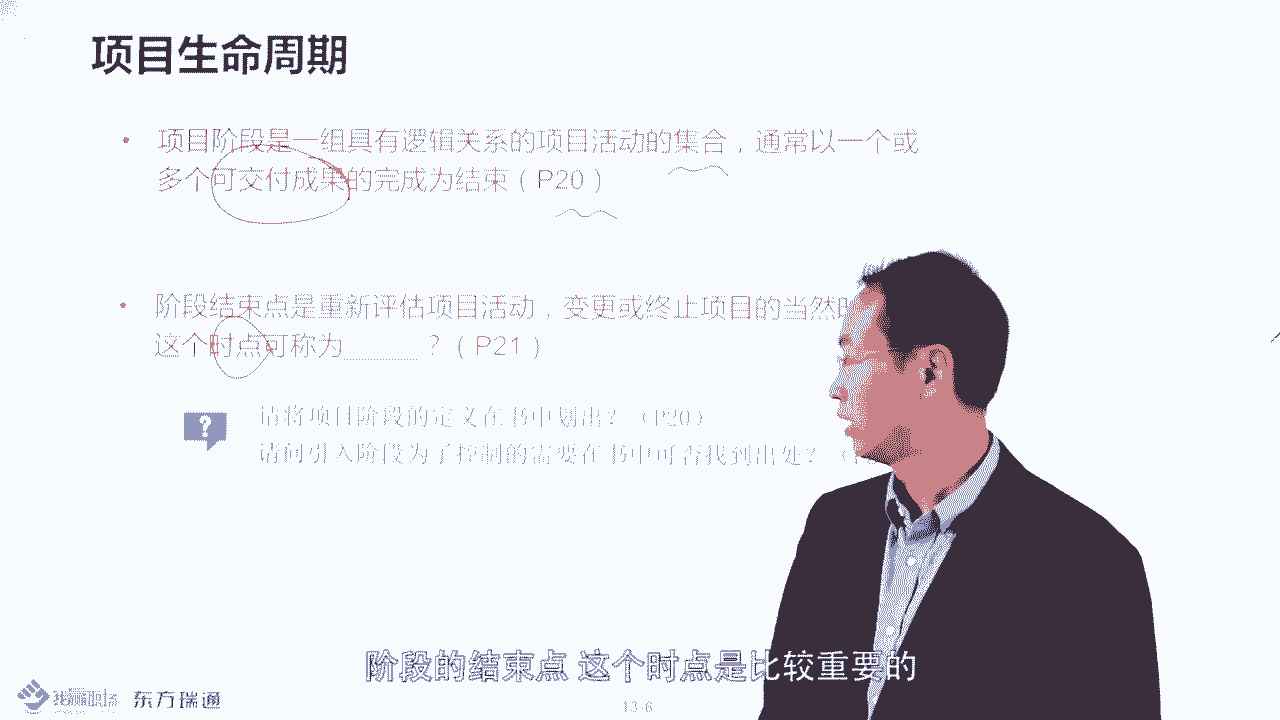 项目生命周期
• 项目阶段是一组具有逻辑关系的项目活动的集合，通常以一个或
多个可交付成果的完成为结束（P20）
• 阶段结束点是重新评估项目活动，变更或终止项目的当然时
这个时点可称为______？（P21）
?
请将项目阶段的定义在书中划出？（P20）
请问引入阶段为了控制的需要在书中可否找到出处？（
阶段的结束点 这个时点是比较重要的
东方瑞通
13-6